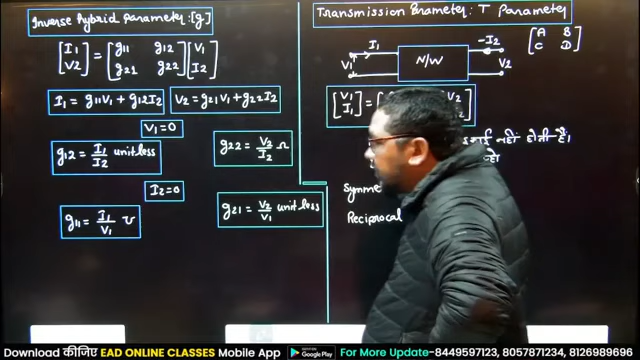 Inverse hybrid Parameter:[g]
[I1 V2] = [g11 g12 g21 g22] [V1 I2]
I1 = g11V1 + g12I2
V2 = g21V1 + g22I2
V1=0
g12 = I1/I2 unitless
g22 = V2/I2 Ω
I2=0
g11 = I1/V1 ℧
g21 = V2/V1 unitless
Transmission Parameter: T Parameter
I1
-I2
[A B C D]
V1
N/W
V2
[V1 I1] = [
V2
नहीं होती है।
Symme
Reciprocal
Download कीजिए EAD ONLINE CLASSES Mobile App
GET IT ON Google Play
For More Update-8449597123, 8057871234, 8126989696